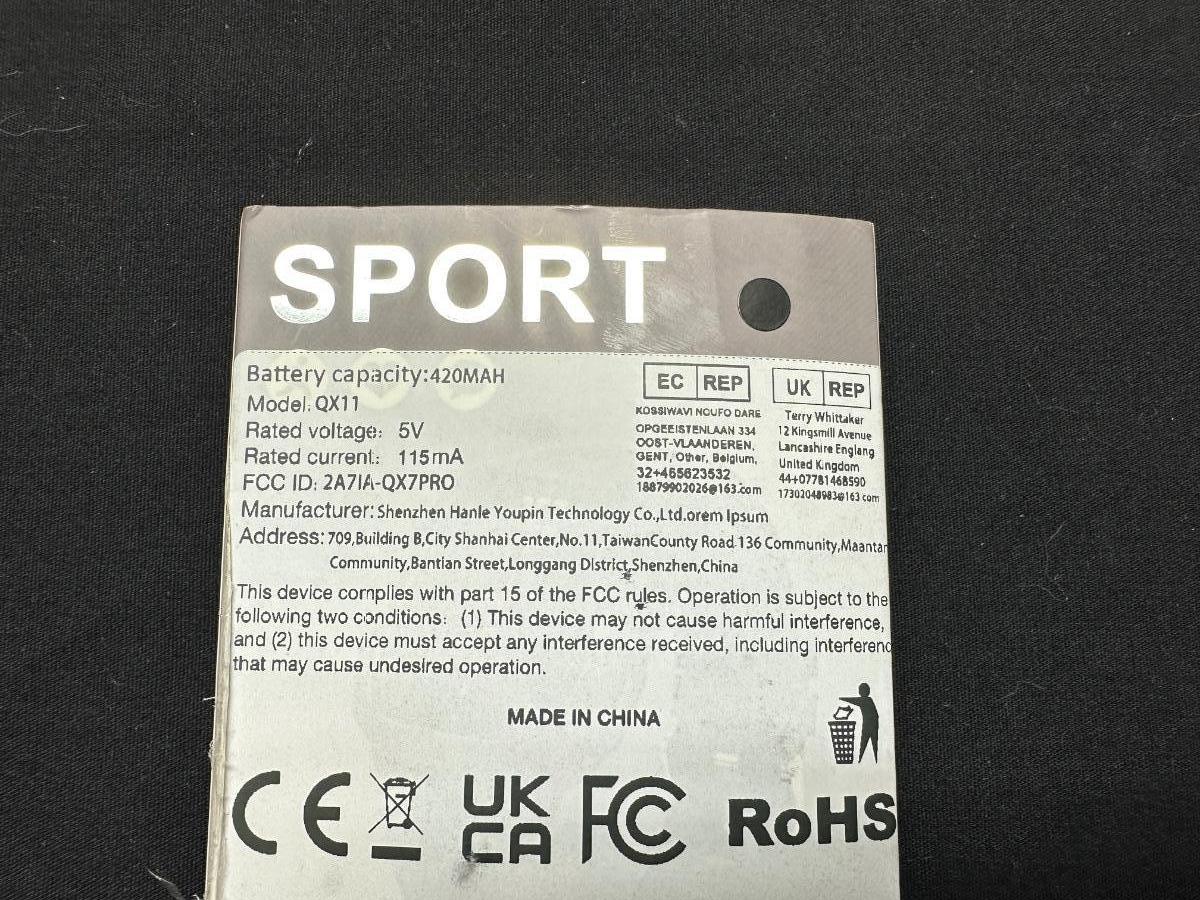 SPORT
Battery capacity:420MAH
Model: QX11
Rated voltage: 5V
Rated current: 115mA
FCC ID: 2A7IA-QX7PRO
EC REP
KOSSIWAVI NOUFO DARE
OPGEEISTENLAAN 334
OOST-VLAANDEREN,
GENT, Other, Belgium,
32+465623532
18879902026@163.com
UK REP
Terry Whittaker
12 Kingsmill Avenue
Lancashire Englang
United Kingdom
44+07781468590
17302048983@163 com
Manufacturer: Shenzhen Hanle Youpin Technology Co.,Ltd.orem Ipsum
Address: 709,Building B,City Shanhai Center,No.11,TaiwanCounty Road 136 Community,Maantan
Community,Bantian Street,Longgang District,Shenzhen,China
This device complies with part 15 of the FCC rules. Operation is subject to the
following two conditions: (1) This device may not cause harmful interference,
and (2) this device must accept any interference received, including interferenc
that may cause undesired operation.
MADE IN CHINA
CE UK CA FC RoHS